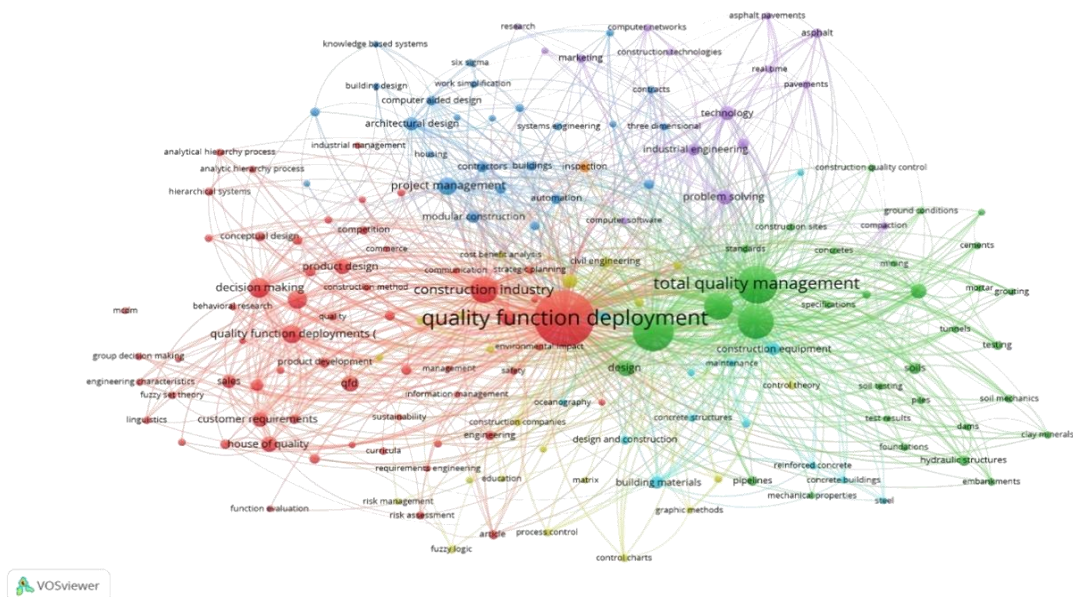 asphalt pavements
research
computer networks
asphalt
knowledge based systems
construction technologies
marketing
six sigma
real time
building design
work simplification
pavements
contracts
computer aided design
technology
architectural design
systems engineering
three dimensional
industrial management
industrial engineering
analytical hierarchy process
housing
analytic hierarchy process
contractors
buildings
inspection
construction quality control
project management
hierarchical systems
automation
problem solving
modular construction
computer software
ground conditions
construction sites
compaction
competition
conceptual design
commerce
cost benefit analysis
standards
concretes
cements
civil engineering
communication
strategic planning
mining
product design
total quality management
decision making
construction method
construction industry
mortar
grouting
behavioral research
specifications
mcdm
quality
quality function deployment
quality function deployments (
tunnels
environmental impact
construction equipment
testing
group decision making
product development
management
safety
design
maintenance
soils
engineering characteristics
sales
qfd
control theory
soil testing
fuzzy set theory
information management
oceanography
piles
soil mechanics
linguistics
customer requirements
sustainability
construction companies
concrete structures
test results
dams
engineering
design and construction
clay minerals
house of quality
curricula
foundations
requirements engineering
reinforced concrete
hydraulic structures
education
matrix
building materials
pipelines
concrete buildings
embankments
risk management
mechanical properties
steel
function evaluation
risk assessment
graphic methods
article
process control
fuzzy logic
control charts
VOSviewer